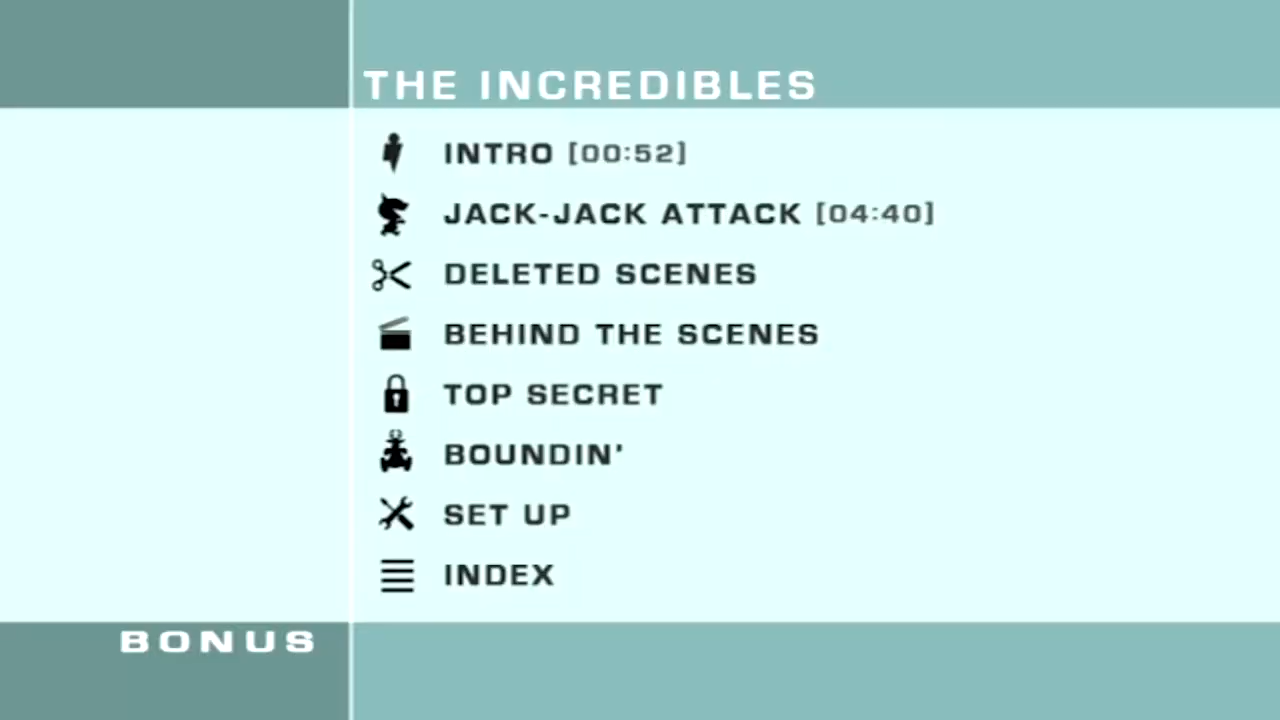 THE INCREDIBLES
INTRO [00:52]
JACK-JACK ATTACK [04:40]
DELETED SCENES
BEHIND THE SCENES
TOP SECRET
BOUNDIN'
SET UP
INDEX
BONUS